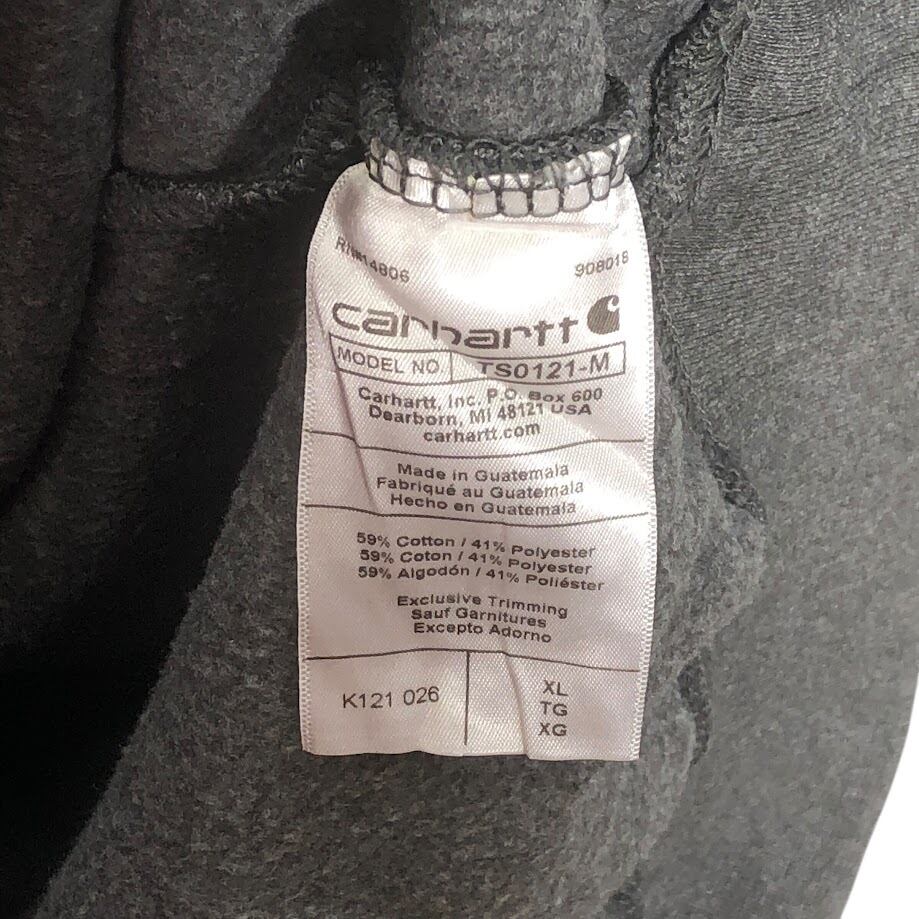 RN#14806 908018
carhartt
MODEL NO. TS0121-M
Carhartt, Inc. P.O. Box 600
Dearborn, MI 48121 USA
carhartt.com
Made in Guatemala
Fabriqué au Guatemala
Hecho en Guatemala
59% Cotton / 41% Polyester
59% Coton / 41% Polyester
59% Algodón / 41% Poliéster
Exclusive Trimming
Sauf Garnitures
Excepto Adorno
K121 026
XL
TG
XG